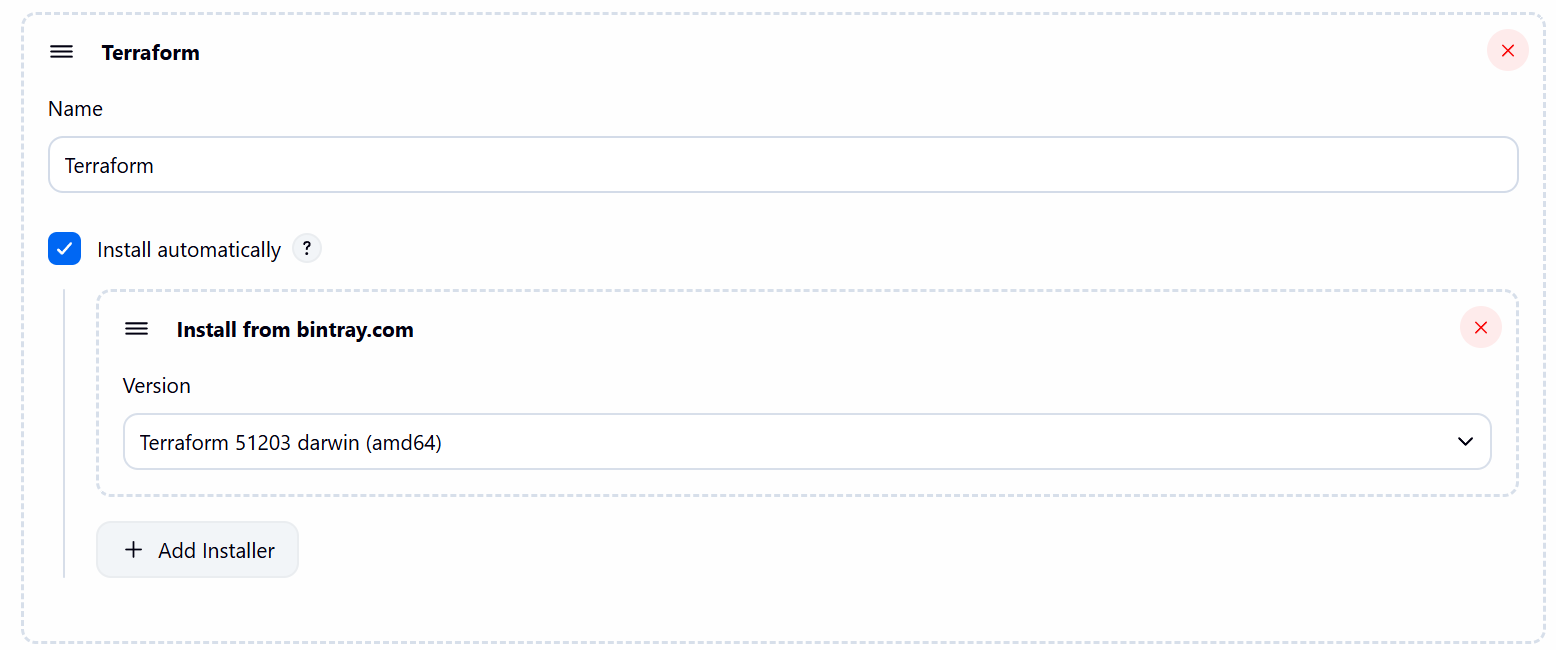 Terraform
Name
Terraform
Install automatically ?
Install from bintray.com
Version
Terraform 51203 darwin (amd64)
Add Installer